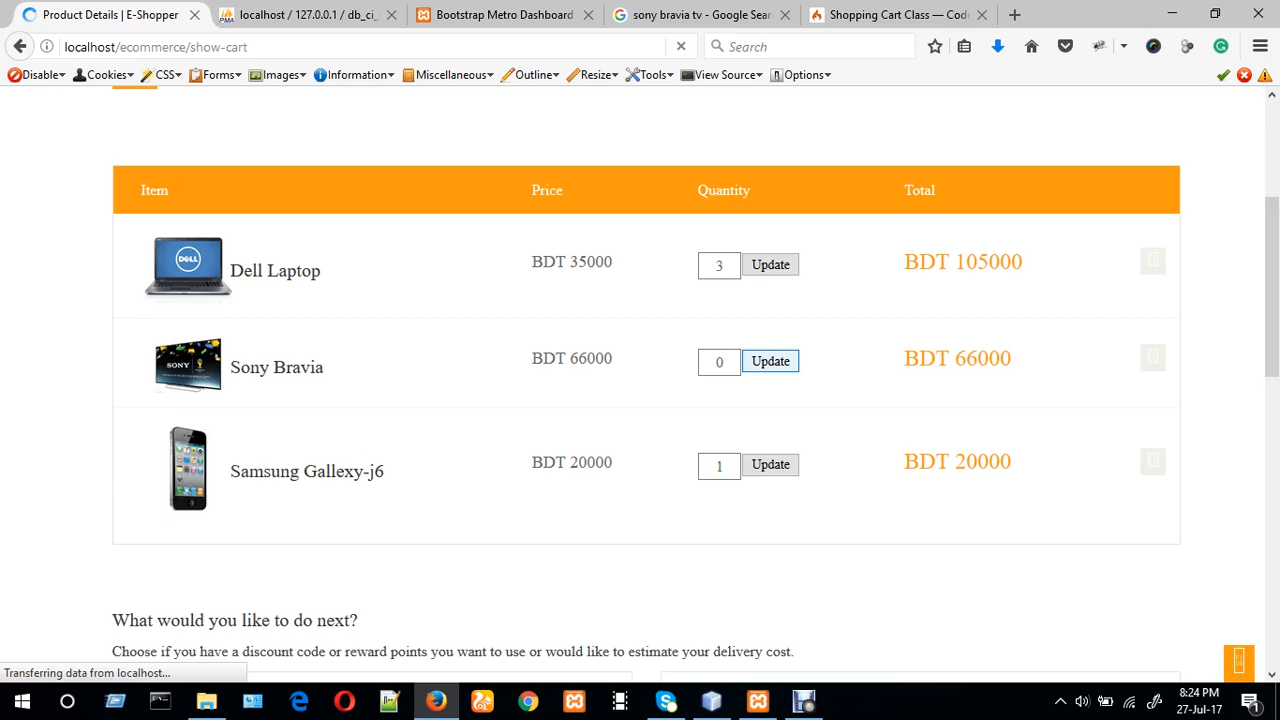 Product Details | E-Shopper
localhost / 127.0.0.1 / db_ci_
Bootstrap Metro Dashboard
sony bravia tv - Google Sear
Shopping Cart Class — Cod
localhost/ecommerce/show-cart
Search
Disable Cookies CSS Forms Images Information Miscellaneous Outline Resize Tools View Source Options
Item Price Quantity Total
DELL
Dell Laptop BDT 35000 3 Update BDT 105000
SONY
Sony Bravia BDT 66000 0 Update BDT 66000
Samsung Gallexy-j6 BDT 20000 1 Update BDT 20000
What would you like to do next?
Choose if you have a discount code or reward points you want to use or would like to estimate your delivery cost.
Transferring data from localhost...
8:24 PM
27-Jul-17